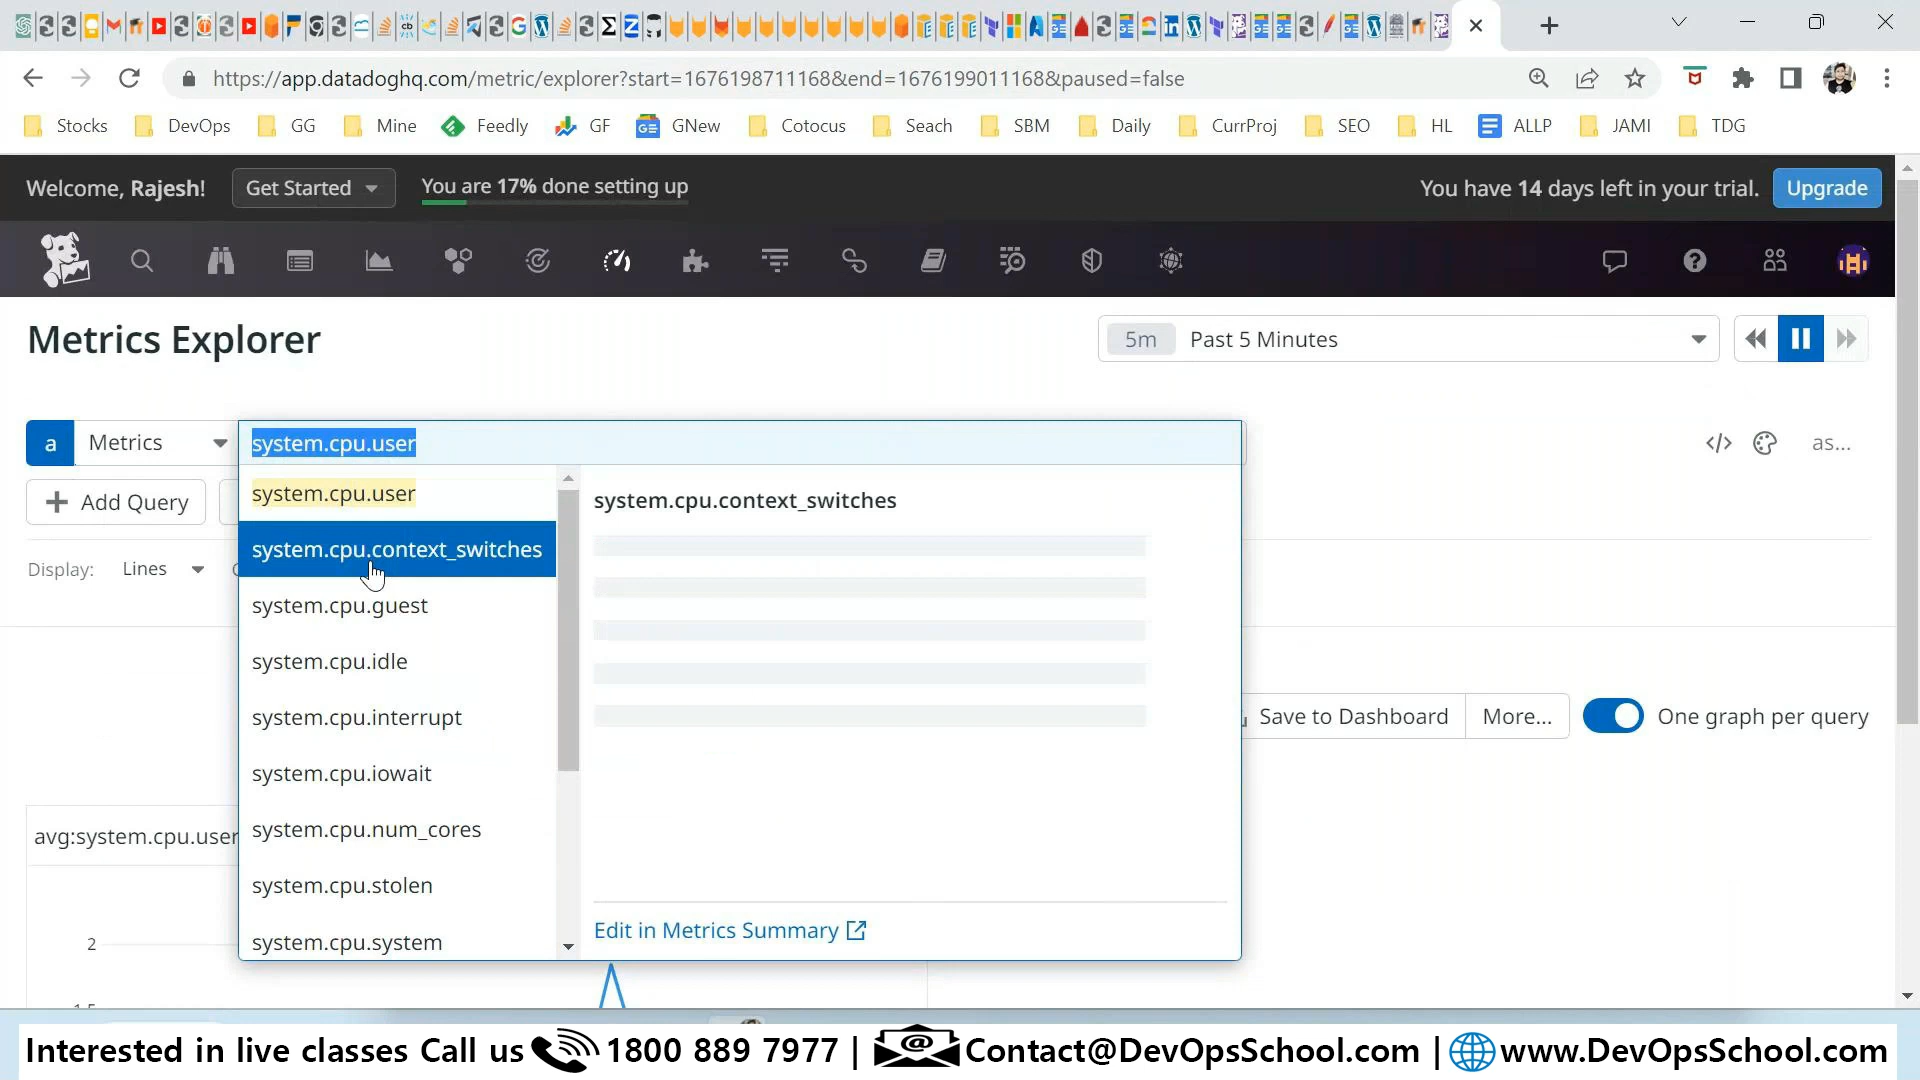 https://app.datadoghq.com/metric/explorer?start=1676198711168&end=1676199011168&paused=false
Stocks DevOps GG Mine Feedly GF GNew Cotocus Seach SBM Daily CurrProj SEO HL ALLP JAMI TDG
Welcome, Rajesh! Get Started You are 17% done setting up You have 14 days left in your trial. Upgrade
Metrics Explorer
5m Past 5 Minutes
a Metrics system.cpu.user as...
Add Query
system.cpu.user
system.cpu.context_switches
system.cpu.context_switches
Display: Lines
system.cpu.guest
system.cpu.idle
system.cpu.interrupt
Save to Dashboard More... One graph per query
system.cpu.iowait
system.cpu.num_cores
avg:system.cpu.user
system.cpu.stolen
Edit in Metrics Summary
system.cpu.system
2
Interested in live classes Call us 1800 889 7977 | Contact@DevOpsSchool.com | www.DevOpsSchool.com